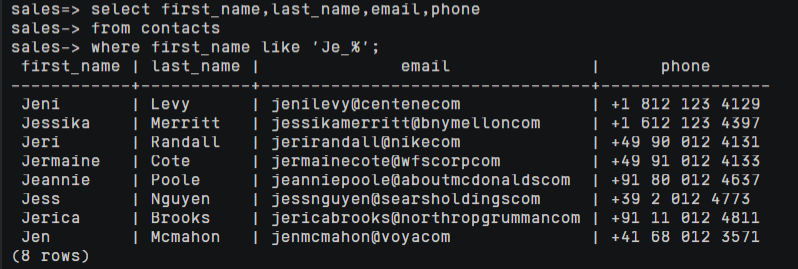 sales=> select first_name,last_name,email,phone
sales-> from contacts
sales-> where first_name like 'Je_%';
 first_name | last_name |              email              |      phone
------------+-----------+---------------------------------+-----------------
 Jeni       | Levy      | jenilevy@centenecom             | +1 812 123 4129
 Jessika    | Merritt   | jessikamerritt@bnymelloncom     | +1 612 123 4397
 Jeri       | Randall   | jerirandall@nikecom             | +49 90 012 4131
 Jermaine   | Cote      | jermainecote@wfscorpcom         | +49 91 012 4133
 Jeannie    | Poole     | jeanniepoole@aboutmcdonaldscom  | +91 80 012 4637
 Jess       | Nguyen    | jessnguyen@searsholdingscom     | +39 2 012 4773
 Jerica     | Brooks    | jericabrooks@northropgrummancom | +91 11 012 4811
 Jen        | Mcmahon   | jenmcmahon@voyacom              | +41 68 012 3571
(8 rows)